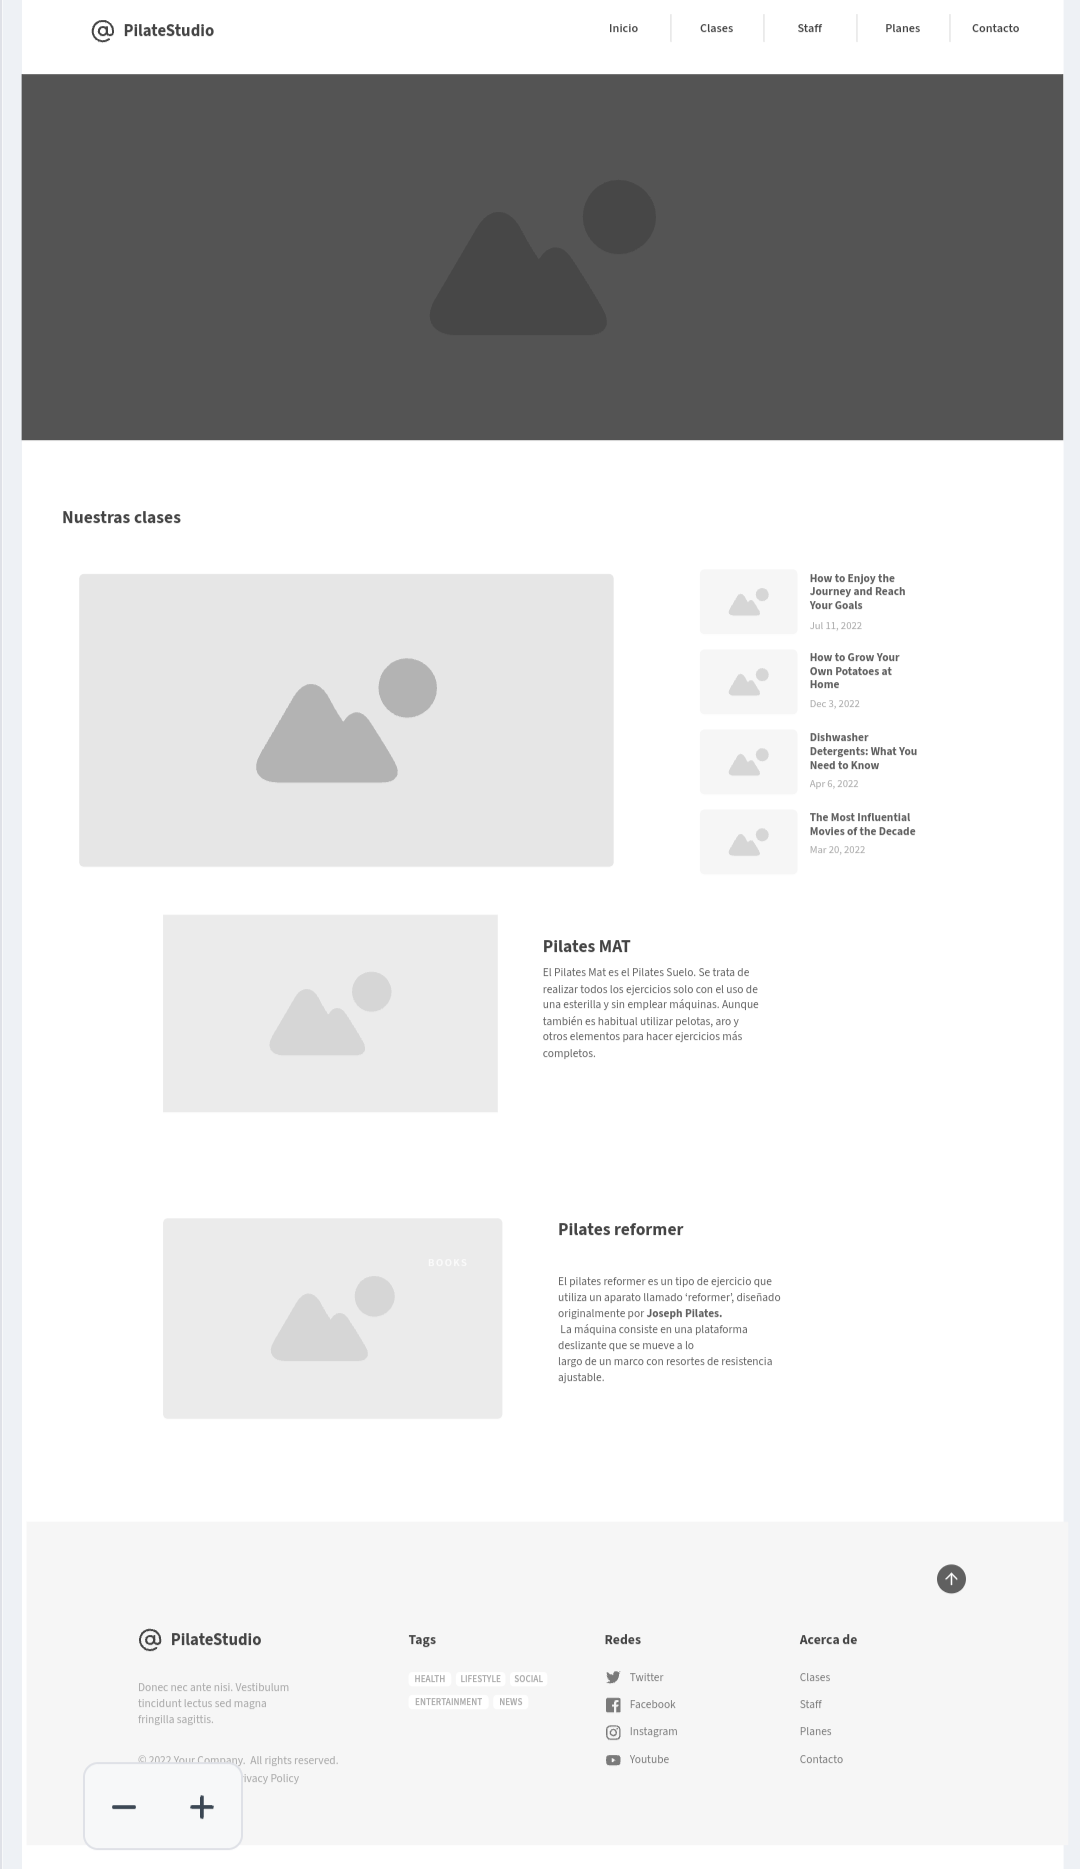 @ PilateStudio
Inicio
Clases
Staff
Planes
Contacto
Nuestras clases
How to Enjoy the
Journey and Reach
Your Goals
Jul 11, 2022
How to Grow Your
Own Potatoes at
Home
Dec 3, 2022
Dishwasher
Detergents: What You
Need to Know
Apr 6, 2022
The Most Influential
Movies of the Decade
Mar 20, 2022
Pilates MAT
El Pilates Mat es el Pilates Suelo. Se trata de
realizar todos los ejercicios solo con el uso de
una esterilla y sin emplear máquinas. Aunque
también es habitual utilizar pelotas, aro y
otros elementos para hacer ejercicios más
completos.
BOOKS
Pilates reformer
El pilates reformer es un tipo de ejercicio que
utiliza un aparato llamado ‘reformer’, diseñado
originalmente por Joseph Pilates.
La máquina consiste en una plataforma
deslizante que se mueve a lo
largo de un marco con resortes de resistencia
ajustable.
@ PilateStudio
Donec nec ante nisi. Vestibulum
tincidunt lectus sed magna
fringilla sagittis.
© 2022 Your Company. All rights reserved.
Policy
Tags
HEALTH LIFESTYLE SOCIAL
ENTERTAINMENT NEWS
Redes
Twitter
Facebook
Instagram
Youtube
Acerca de
Clases
Staff
Planes
Contacto